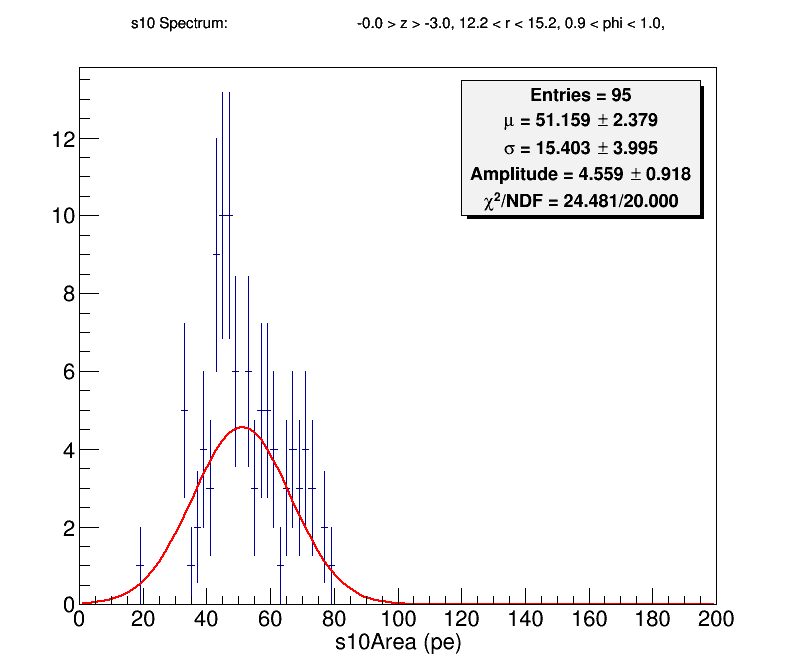 s10 Spectrum: -0.0 > z > -3.0, 12.2 < r < 15.2, 0.9 < phi < 1.0,
Entries = 95
μ = 51.159 ± 2.379
σ = 15.403 ± 3.995
Amplitude = 4.559 ± 0.918
χ²/NDF = 24.481/20.000
12
10
8
6
4
2
0
0 20 40 60 80 100 120 140 160 180 200
s10Area (pe)